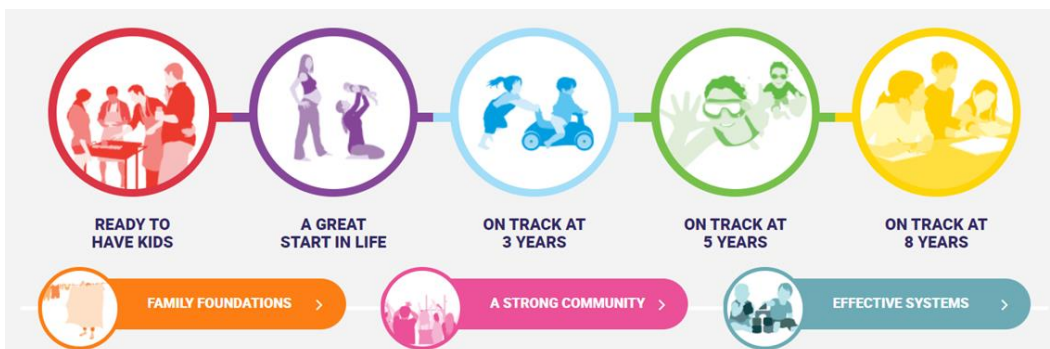 READY TO
HAVE KIDS
A GREAT
START IN LIFE
ON TRACK AT
3 YEARS
ON TRACK AT
5 YEARS
ON TRACK AT
8 YEARS
FAMILY FOUNDATIONS
A STRONG COMMUNITY
EFFECTIVE SYSTEMS